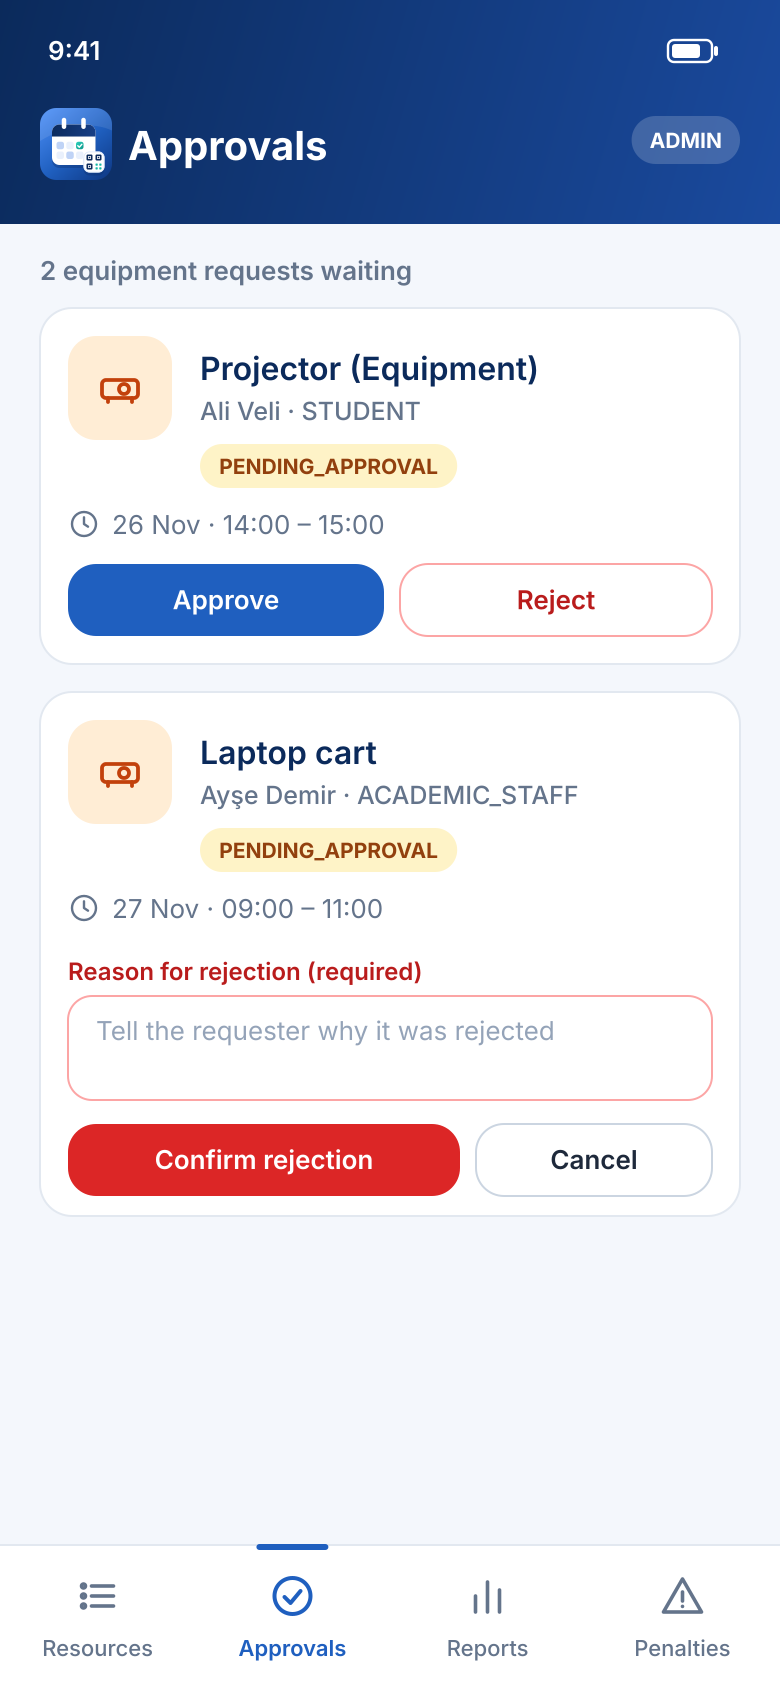 9:41
Approvals
ADMIN
2 equipment requests waiting
Projector (Equipment)
Ali Veli · STUDENT
PENDING_APPROVAL
26 Nov · 14:00 – 15:00
Approve
Reject
Laptop cart
Ayşe Demir · ACADEMIC_STAFF
PENDING_APPROVAL
27 Nov · 09:00 – 11:00
Reason for rejection (required)
Tell the requester why it was rejected
Confirm rejection
Cancel
Resources
Approvals
Reports
Penalties